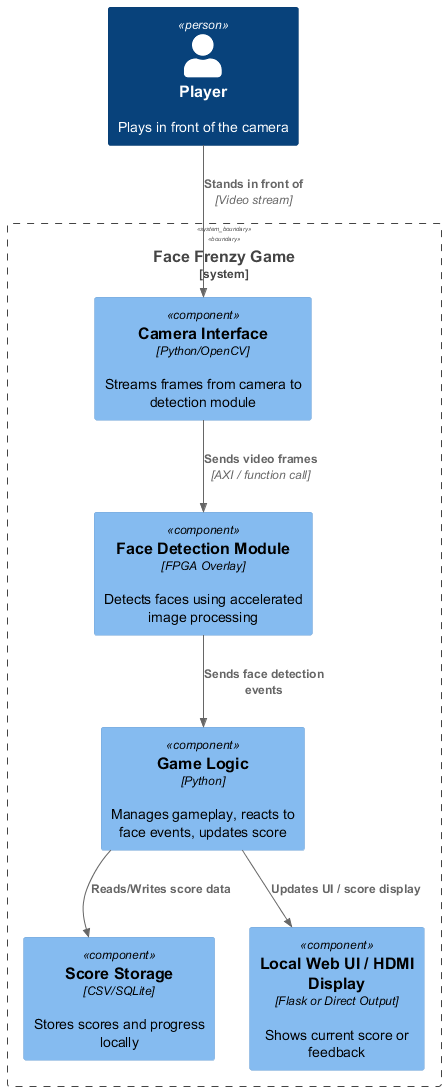 «person»
Player
Plays in front of the camera
Stands in front of
[Video stream]
«system_boundary»
«boundary»
Face Frenzy Game
[system]
«component»
Camera Interface
[Python/OpenCV]
Streams frames from camera to
detection module
Sends video frames
[AXI / function call]
«component»
Face Detection Module
[FPGA Overlay]
Detects faces using accelerated
image processing
Sends face detection
events
«component»
Game Logic
[Python]
Manages gameplay, reacts to
face events, updates score
Reads/Writes score data
Updates UI / score display
«component»
Score Storage
[CSV/SQLite]
Stores scores and progress
locally
«component»
Local Web UI / HDMI
Display
[Flask or Direct Output]
Shows current score or
feedback